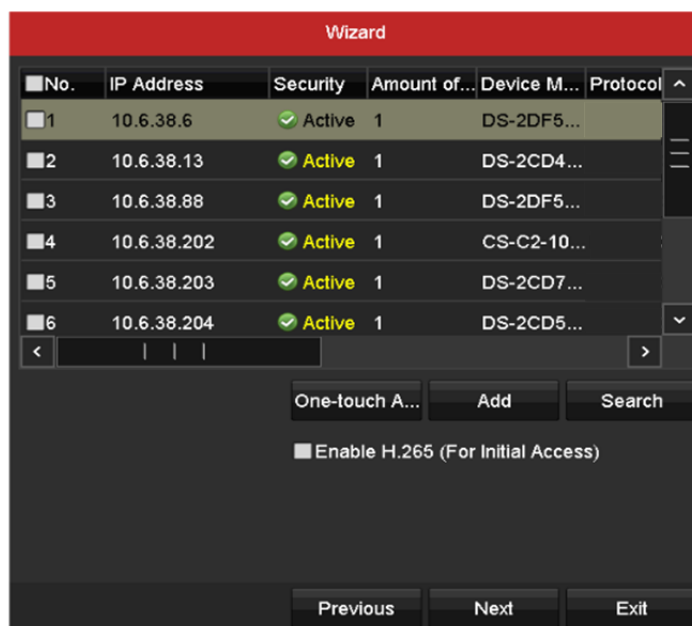 Wizard
No. IP Address Security Amount of... Device M... Protocol
1 10.6.38.6 Active 1 DS-2DF5...
2 10.6.38.13 Active 1 DS-2CD4...
3 10.6.38.88 Active 1 DS-2DF5...
4 10.6.38.202 Active 1 CS-C2-10...
5 10.6.38.203 Active 1 DS-2CD7...
6 10.6.38.204 Active 1 DS-2CD5...
One-touch A... Add Search
Enable H.265 (For Initial Access)
Previous Next Exit